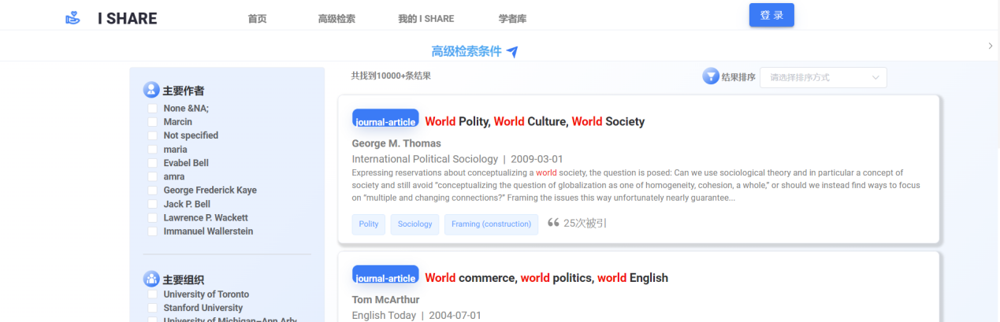 I SHARE 首页 高级检索 我的 I SHARE 学者库 登 录
高级检索条件
主要作者
None &NA;
Marcin
Not specified
maria
Evabel Bell
amra
George Frederick Kaye
Jack P. Bell
Lawrence P. Wackett
Immanuel Wallerstein
主要组织
University of Toronto
Stanford University
University of Michigan–Ann Arbor
共找到10000+条结果
结果排序 请选择排序方式
journal-article World Polity, World Culture, World Society
George M. Thomas
International Political Sociology | 2009-03-01
Expressing reservations about conceptualizing a world society, the question is posed: Can we use sociological theory and in particular a concept of
society and still avoid "conceptualizing the question of globalization as one of homogeneity, cohesion, a whole," or should we instead find ways to focus
on "multiple and changing connections?" Framing the issues this way unfortunately nearly guarantee...
Polity Sociology Framing (construction) 25次被引
journal-article World commerce, world politics, world English
Tom McArthur
English Today | 2004-07-01